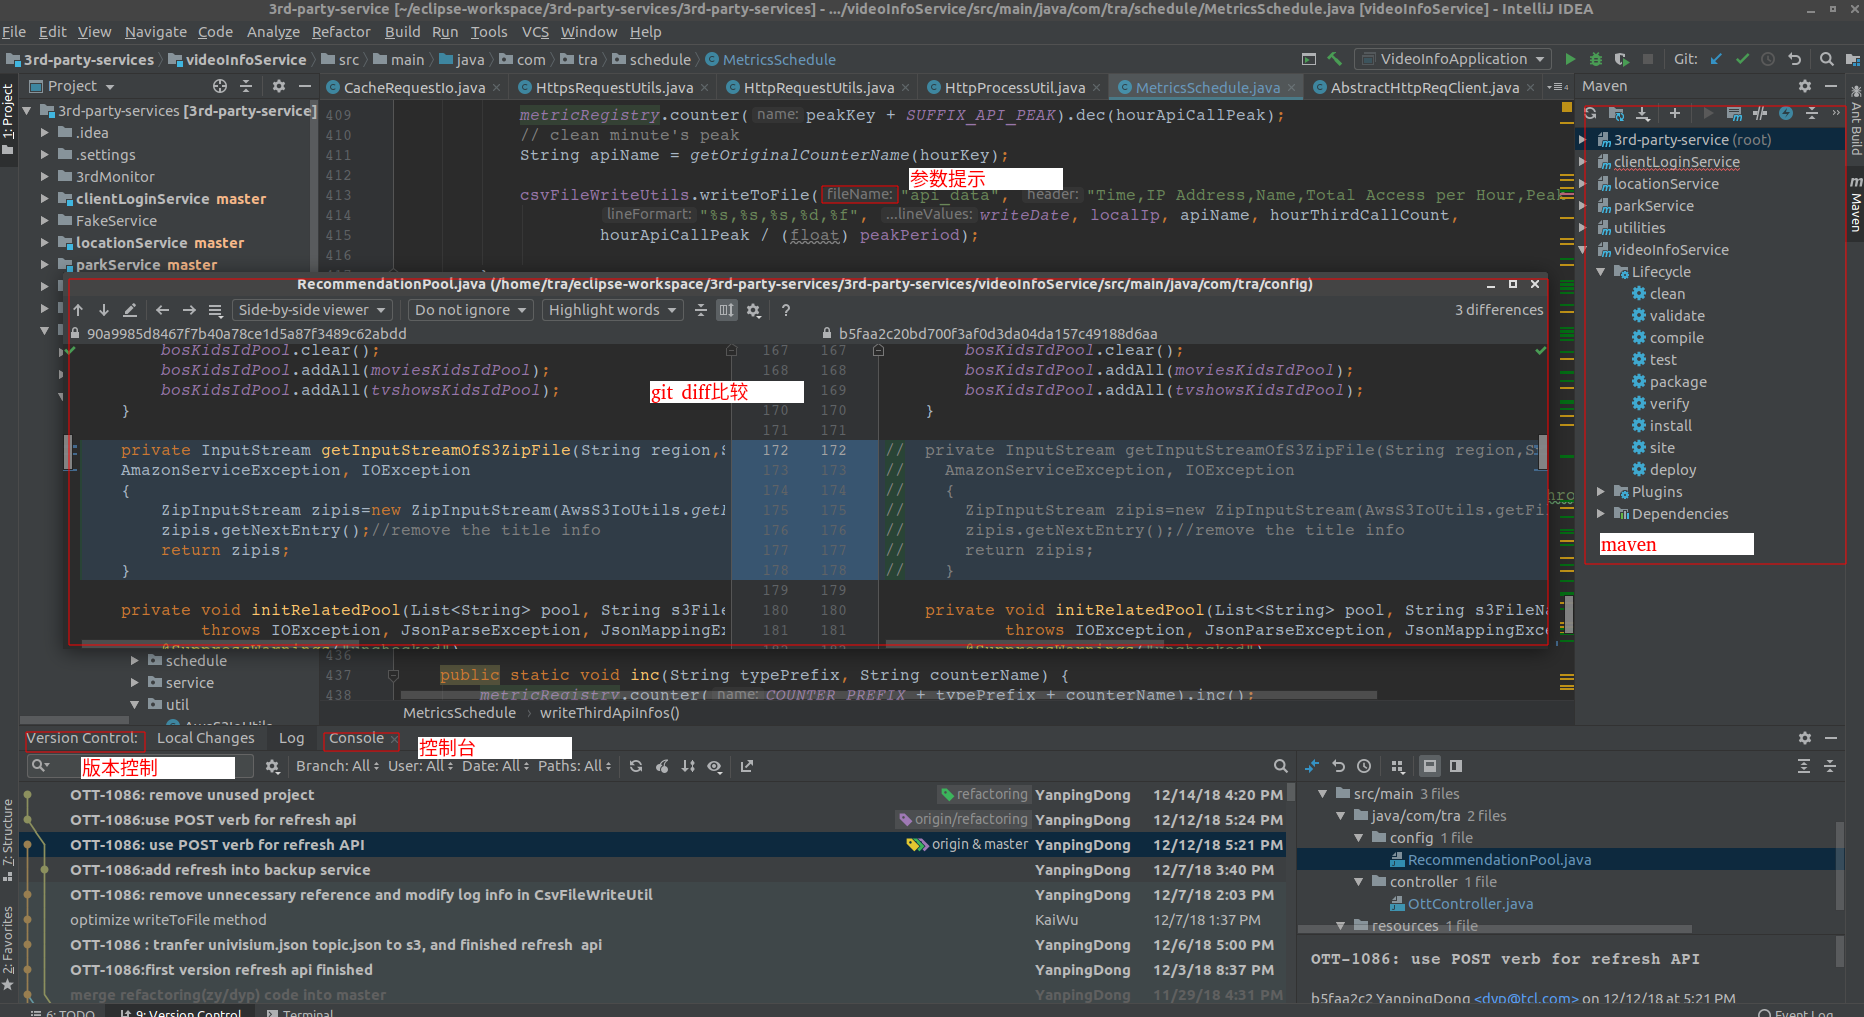 3rd-party-service [~/eclipse-workspace/3rd-party-services/3rd-party-services] - .../videoInfoService/src/main/java/com/tra/schedule/MetricsSchedule.java [videoInfoService] - IntelliJ IDEA
File Edit View Navigate Code Analyze Refactor Build Run Tools VCS Window Help
3rd-party-services videoInfoService src main java com tra schedule MetricsSchedule VideoInfoApplication Git:
Project
CacheRequestIo.java HttpsRequestUtils.java HttpRequestUtils.java HttpProcessUtil.java MetricsSchedule.java AbstractHttpReqClient.java
1: Project
3rd-party-services [3rd-party-service]
.idea
.settings
3rdMonitor
clientLoginService master
FakeService
locationService master
parkService master
409 metricRegistry.counter( name: peakKey + SUFFIX_API_PEAK).dec(hourApiCallPeak);
410 // clean minute's peak
411 String apiName = getOriginalCounterName(hourKey);
412
参数提示
413 csvFileWriteUtils.writeToFile( fileName: "api_data", header: "Time,IP Address,Name,Total Access per Hour,Peak
414 lineFormart: "%s,%s,%s,%d,%f", ...lineValues: writeDate, localIp, apiName, hourThirdCallCount,
415 hourApiCallPeak / (float) peakPeriod);
416
Maven
3rd-party-service (root)
clientLoginService
locationService
parkService
utilities
videoInfoService
Lifecycle
clean
validate
compile
test
package
verify
install
site
deploy
Plugins
Dependencies
maven
Ant Build
Maven
RecommendationPool.java (/home/tra/eclipse-workspace/3rd-party-services/3rd-party-services/videoInfoService/src/main/java/com/tra/config)
Side-by-side viewer Do not ignore Highlight words ? 3 differences
90a9985d8467f7b40a78ce1d5a87f3489c62abdd
b5faa2c20bd700f3af0d3da04da157c49188d6aa
bosKidsIdPool.clear(); 167 167 bosKidsIdPool.clear();
bosKidsIdPool.addAll(moviesKidsIdPool); 168 168 bosKidsIdPool.addAll(moviesKidsIdPool);
git diff比较
bosKidsIdPool.addAll(tvshowsKidsIdPool); 169 bosKidsIdPool.addAll(tvshowsKidsIdPool);
} 170 170 }
171 171
private InputStream getInputStreamOfS3ZipFile(String region,S 172 172 // private InputStream getInputStreamOfS3ZipFile(String region,S
AmazonServiceException, IOException 173 173 // AmazonServiceException, IOException
{ 174 174 // {
ZipInputStream zipis=new ZipInputStream(AwsS3IoUtils.get 175 175 // ZipInputStream zipis=new ZipInputStream(AwsS3IoUtils.getFi
zipis.getNextEntry();//remove the title info 176 176 // zipis.getNextEntry();//remove the title info
return zipis; 177 177 // return zipis;
} 178 178 // }
179 179
private void initRelatedPool(List<String> pool, String s3File 180 180 private void initRelatedPool(List<String> pool, String s3FileNa
throws IOException, JsonParseException, JsonMappingEx 181 181 throws IOException, JsonParseException, JsonMappingExce
@SuppressWarnings("unchecked") 182 182 @SuppressWarnings("unchecked")
schedule
service
util
AwsS3IoUtils
436
437 public static void inc(String typePrefix, String counterName) {
438 metricRegistry.counter( name: COUNTER_PREFIX + typePrefix + counterName).inc();
MetricsSchedule writeThirdApiInfos()
Version Control: Local Changes Log Console
控制台
版本控制
Branch: All User: All Date: All Paths: All
OTT-1086: remove unused project refactoring YanpingDong 12/14/18 4:20 PM
OTT-1086:use POST verb for refresh api origin/refactoring YanpingDong 12/12/18 5:24 PM
OTT-1086: use POST verb for refresh API origin & master YanpingDong 12/12/18 5:21 PM
OTT-1086:add refresh into backup service YanpingDong 12/7/18 3:40 PM
OTT-1086: remove unnecessary reference and modify log info in CsvFileWriteUtil YanpingDong 12/7/18 2:03 PM
optimize writeToFile method KaiWu 12/7/18 1:37 PM
OTT-1086 : tranfer univisium.json topic.json to s3, and finished refresh api YanpingDong 12/6/18 5:00 PM
OTT-1086:first version refresh api finished YanpingDong 12/3/18 8:37 PM
merge refactoring(zy/dyp) code into master YanpingDong 11/29/18 4:31 PM
src/main 3 files
java/com/tra 2 files
config 1 file
RecommendationPool.java
controller 1 file
OttController.java
resources 1 file
OTT-1086: use POST verb for refresh API
b5faa2c2 YanpingDong <dyp@tcl.com> on 12/12/18 at 5:21 PM
7: Structure
2: Favorites
6: TODO 9: Version Control Terminal Event Log